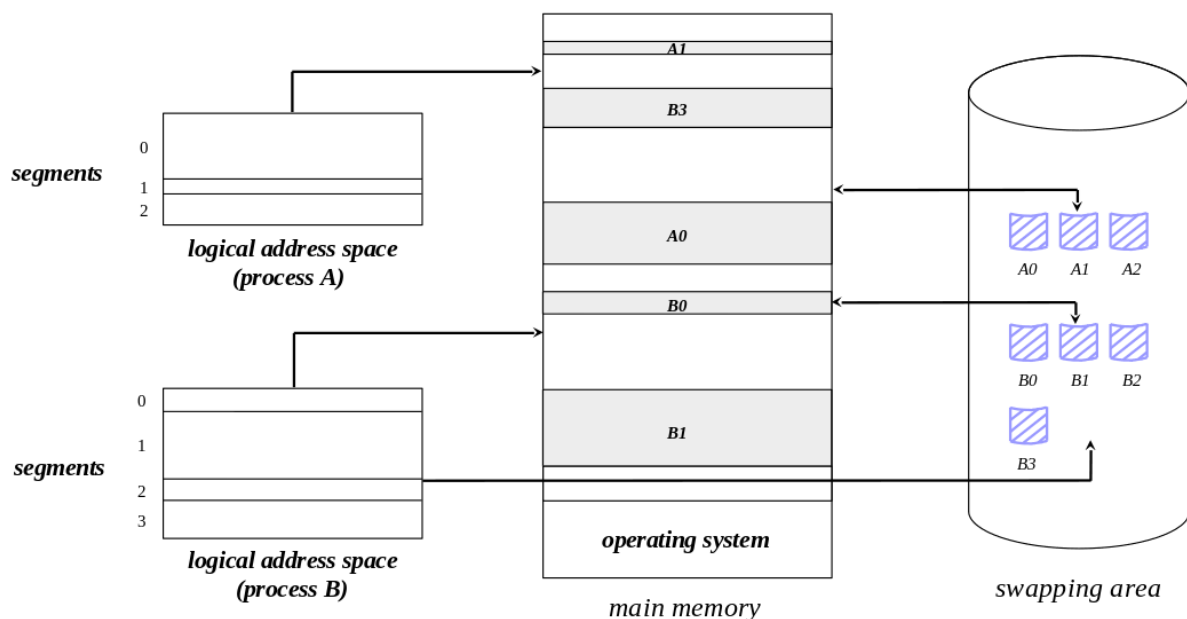 A1
B3
0
segments
1
2
logical address space
(process A)
A0
A0 A1 A2
B0
B0 B1 B2
0
1
B1
segments
B3
2
3
operating system
logical address space
(process B)
main memory
swapping area